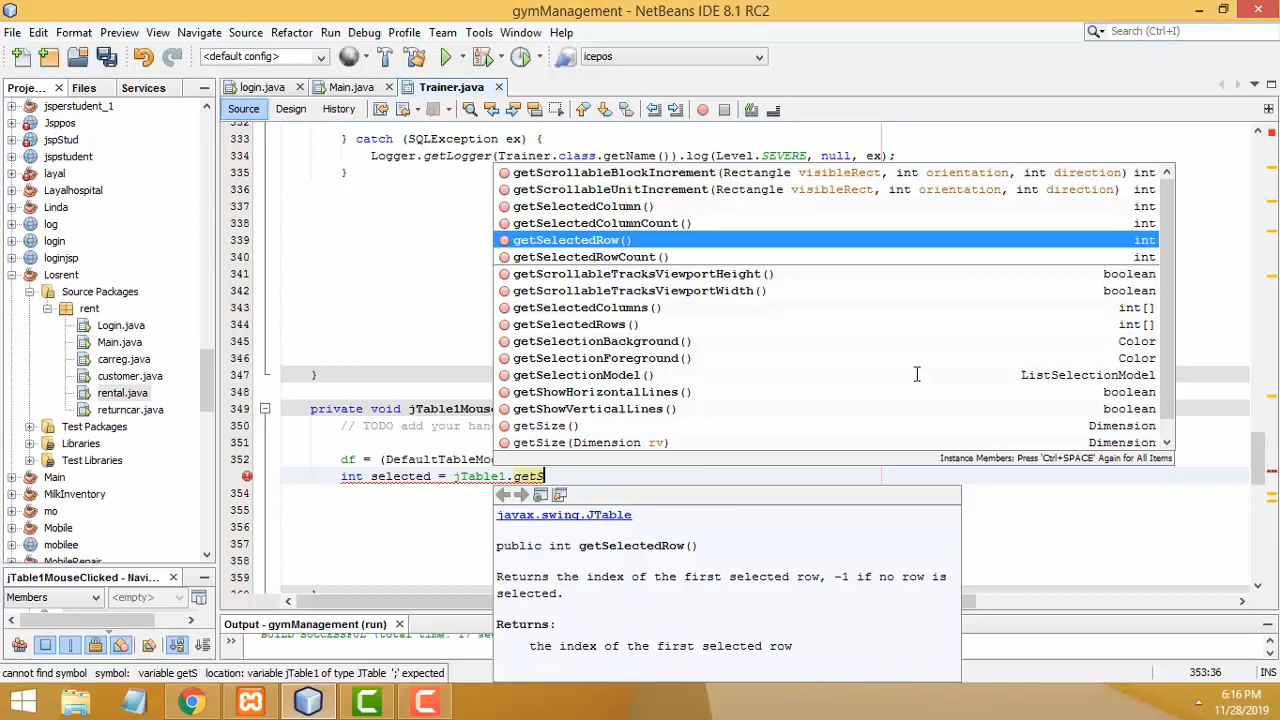 gymManagement - NetBeans IDE 8.1 RC2
File Edit Format Preview View Navigate Source Refactor Run Debug Profile Team Tools Window Help
Search (Ctrl+I)
<default config>
icepos
Proje... Files Services
login.java Main.java Trainer.java
Source Design History
jsperstudent_1
Jsppos
jspStud
jspstudent
layal
Layalhospital
Linda
log
login
loginjsp
Losrent
Source Packages
rent
Login.java
Main.java
carreg.java
customer.java
rental.java
returncar.java
Test Packages
Libraries
Test Libraries
Main
MilkInventory
mo
Mobile
mobilee
MobileRepair
332
333 } catch (SQLException ex) {
334 Logger.getLogger(Trainer.class.getName()).log(Level.SEVERE, null, ex);
335 }
336
337
338
339
340
341
342
343
344
345
346
347 }
348
349 private void jTable1Mouse
350 // TODO add your han
351
352 df = (DefaultTableMo
int selected = jTable1.getS
354
355
356
357
358
359
getScrollableBlockIncrement(Rectangle visibleRect, int orientation, int direction) int
getScrollableUnitIncrement(Rectangle visibleRect, int orientation, int direction) int
getSelectedColumn() int
getSelectedColumnCount() int
getSelectedRow() int
getSelectedRowCount() int
getScrollableTracksViewportHeight() boolean
getScrollableTracksViewportWidth() boolean
getSelectedColumns() int[]
getSelectedRows() int[]
getSelectionBackground() Color
getSelectionForeground() Color
getSelectionModel() ListSelectionModel
getShowHorizontalLines() boolean
getShowVerticalLines() boolean
getSize() Dimension
getSize(Dimension rv) Dimension
Instance Members; Press 'Ctrl+SPACE' Again for All Items
javax.swing.JTable
public int getSelectedRow()
Returns the index of the first selected row, -1 if no row is
selected.
Returns:
the index of the first selected row
jTable1MouseClicked - Navi...
Members <empty>
Output - gymManagement (run)
BUILD SUCCESSFUL (total time: 17 sec
cannot find symbol symbol: variable getS location: variable jTable1 of type JTable ';' expected
353:36 INS
6:16 PM
11/28/2019